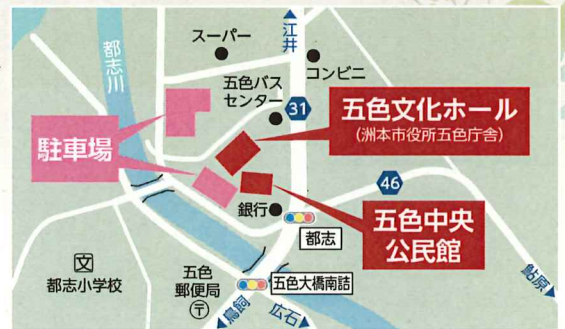 江井
スーパー
都志川
コンビニ
五色バス
センター
31
五色文化ホール
(洲本市役所五色庁舎)
駐車場
46
銀行
五色中央
公民館
都志
文
都志小学校
五色
郵便局
〒
五色大橋南詰
鮎原
鳥飼
広石